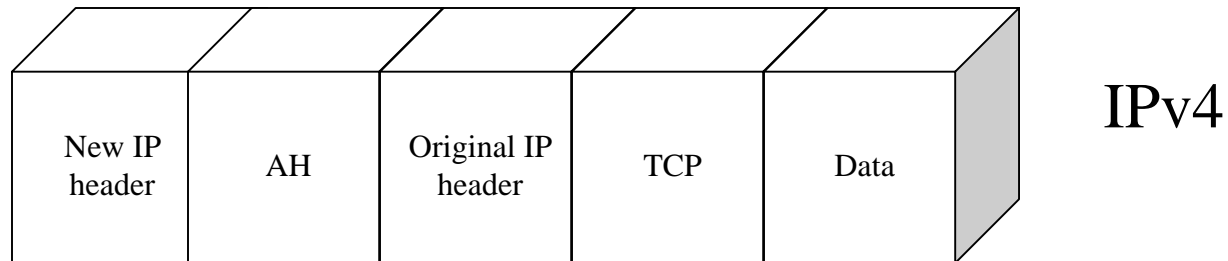 New IP
header
AH
Original IP
header
TCP
Data
IPv4